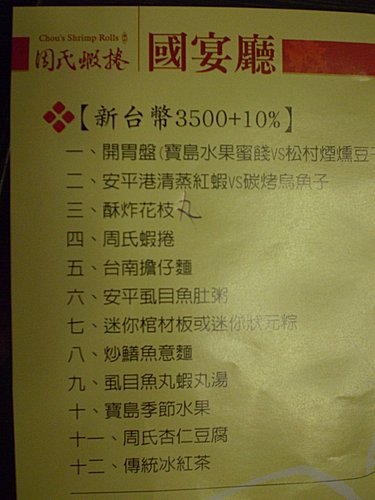 Chou's Shrimp Rolls
周氏蝦捲 國宴廳
【新台幣3500+10%】
一、開胃盤(寶島水果蜜餞VS松村煙燻豆干
二、安平港清蒸紅蝦VS碳烤烏魚子
三、酥炸花枝丸
四、周氏蝦捲
五、台南擔仔麵
六、安平虱目魚肚粥
七、迷你棺材板或迷你狀元粽
八、炒鱔魚意麵
九、虱目魚丸蝦丸湯
十、寶島季節水果
十一、周氏杏仁豆腐
十二、傳統冰紅茶